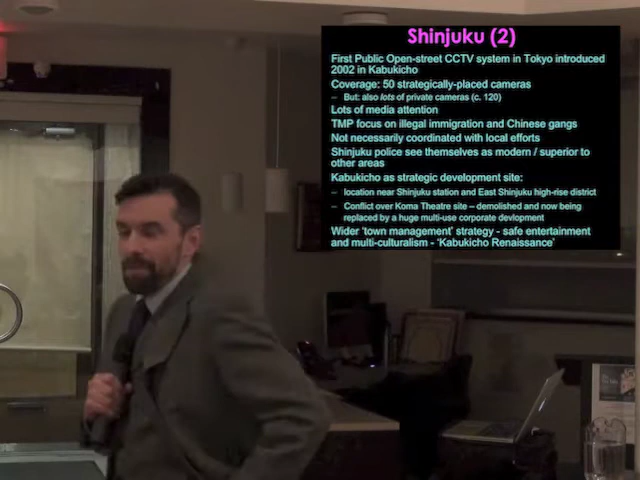 Shinjuku (2)
First Public Open-street CCTV system in Tokyo introduced
2002 in Kabukicho
Coverage: 50 strategically-placed cameras
– But: also lots of private cameras (c. 120)
Lots of media attention
TMP focus on illegal immigration and Chinese gangs
Not necessarily coordinated with local efforts
Shinjuku police see themselves as modern / superior to
other areas
Kabukicho as strategic development site:
– location near Shinjuku station and East Shinjuku high-rise district
– Conflict over Koma Theatre site – demolished and now being
replaced by a huge multi-use corporate devlopment
Wider 'town management' strategy - safe entertainment
and multi-culturalism - 'Kabukicho Renaissance'